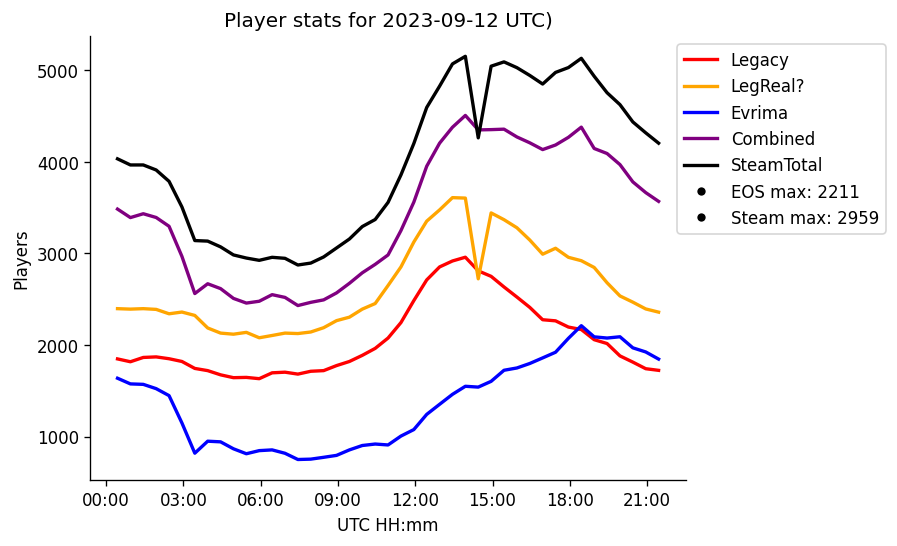 Player stats for 2023-09-12 UTC)
Legacy
LegReal?
Evrima
Combined
SteamTotal
EOS max: 2211
Steam max: 2959
Players
5000
4000
3000
2000
1000
00:00 03:00 06:00 09:00 12:00 15:00 18:00 21:00
UTC HH:mm